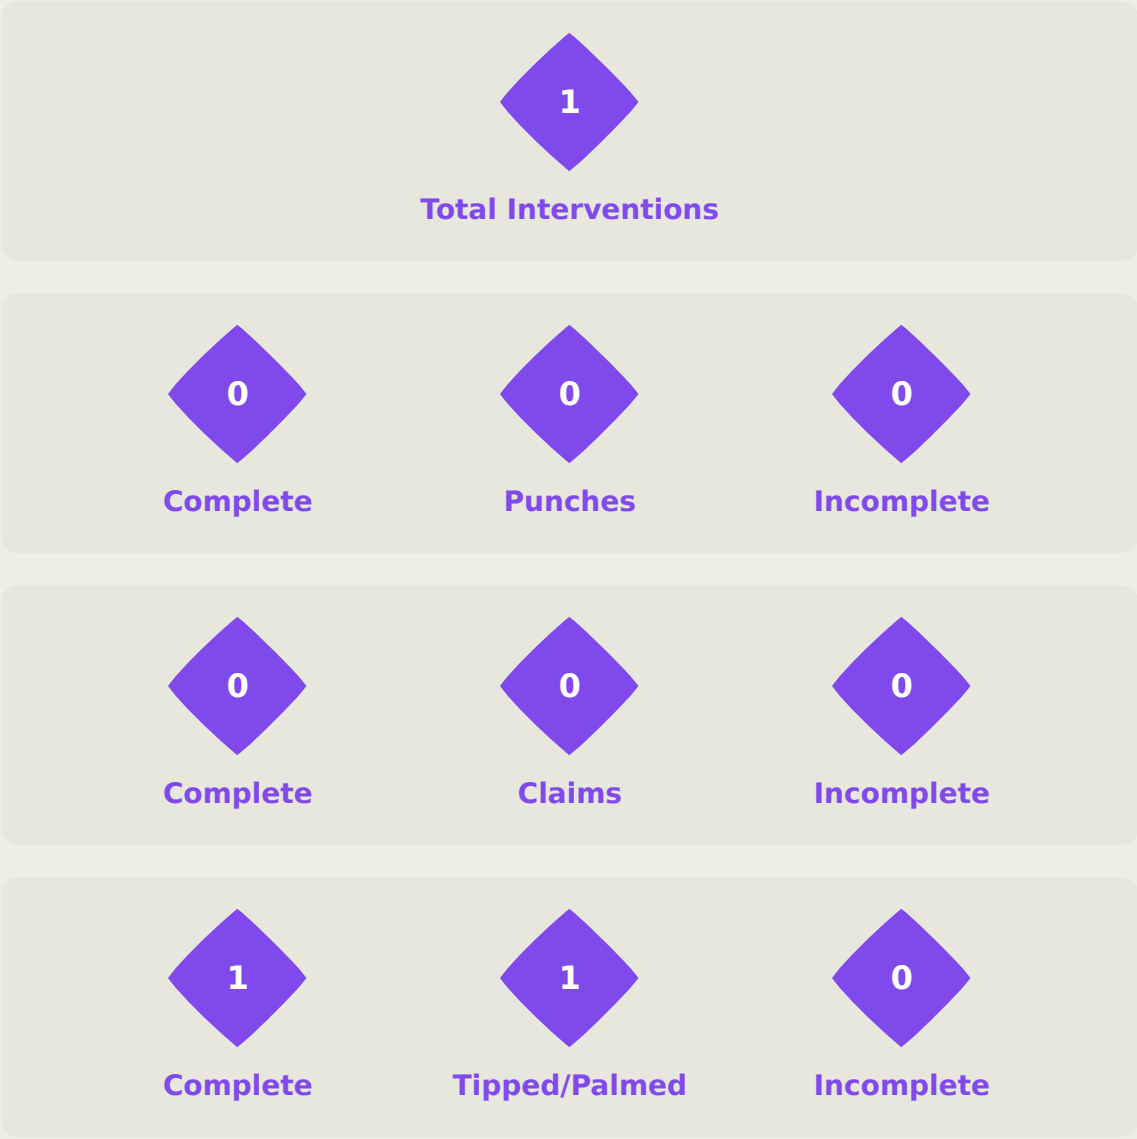 1
Total Interventions
0 0 0
Complete Punches Incomplete
0 0 0
Complete Claims Incomplete
1 1 0
Complete Tipped/Palmed Incomplete